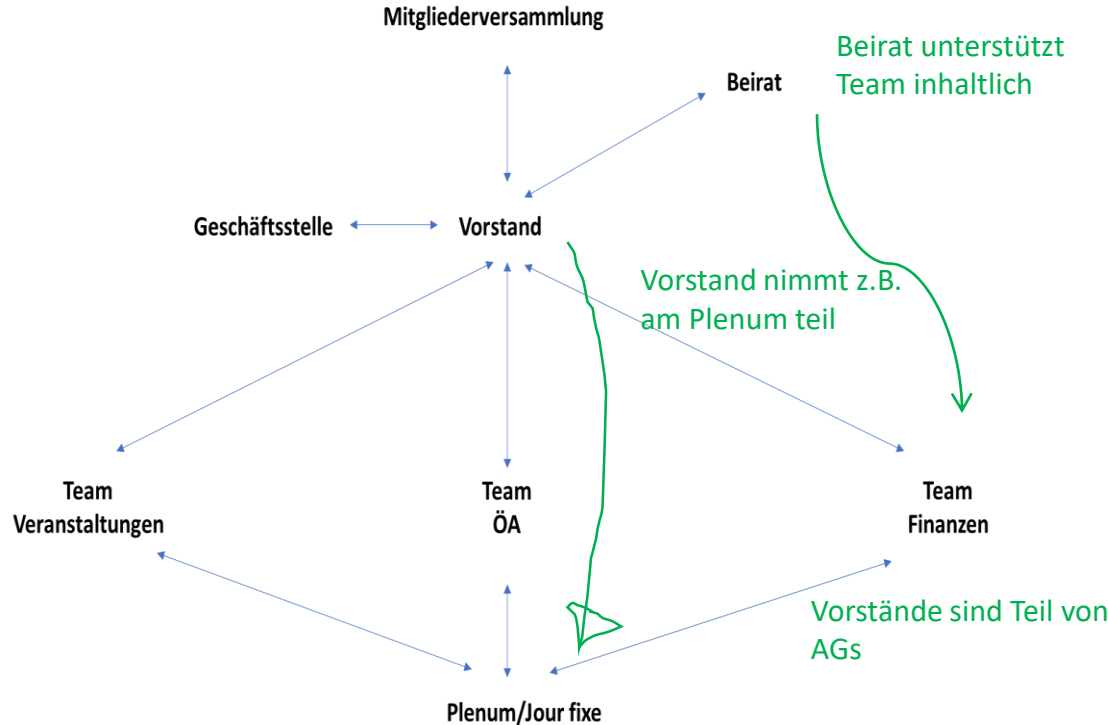 Mitgliederversammlung
Beirat unterstützt
Team inhaltlich
Beirat
Geschäftsstelle
Vorstand
Vorstand nimmt z.B.
am Plenum teil
Team
Veranstaltungen
Team
ÖA
Team
Finanzen
Vorstände sind Teil von
AGs
Plenum/Jour fixe